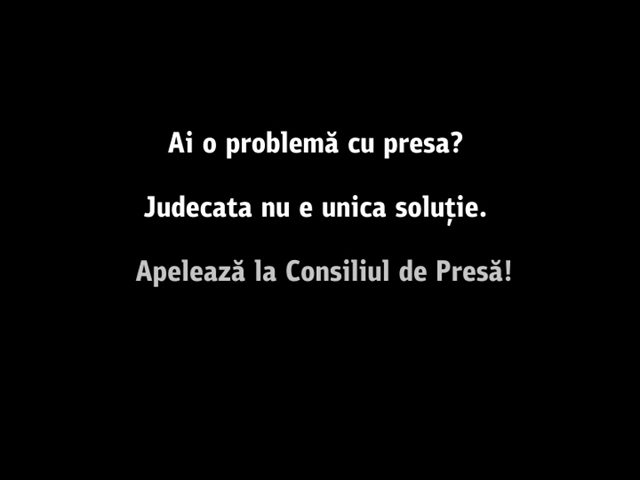 Ai o problemă cu presa?
Judecata nu e unica soluție.
Apelează la Consiliul de Presă!